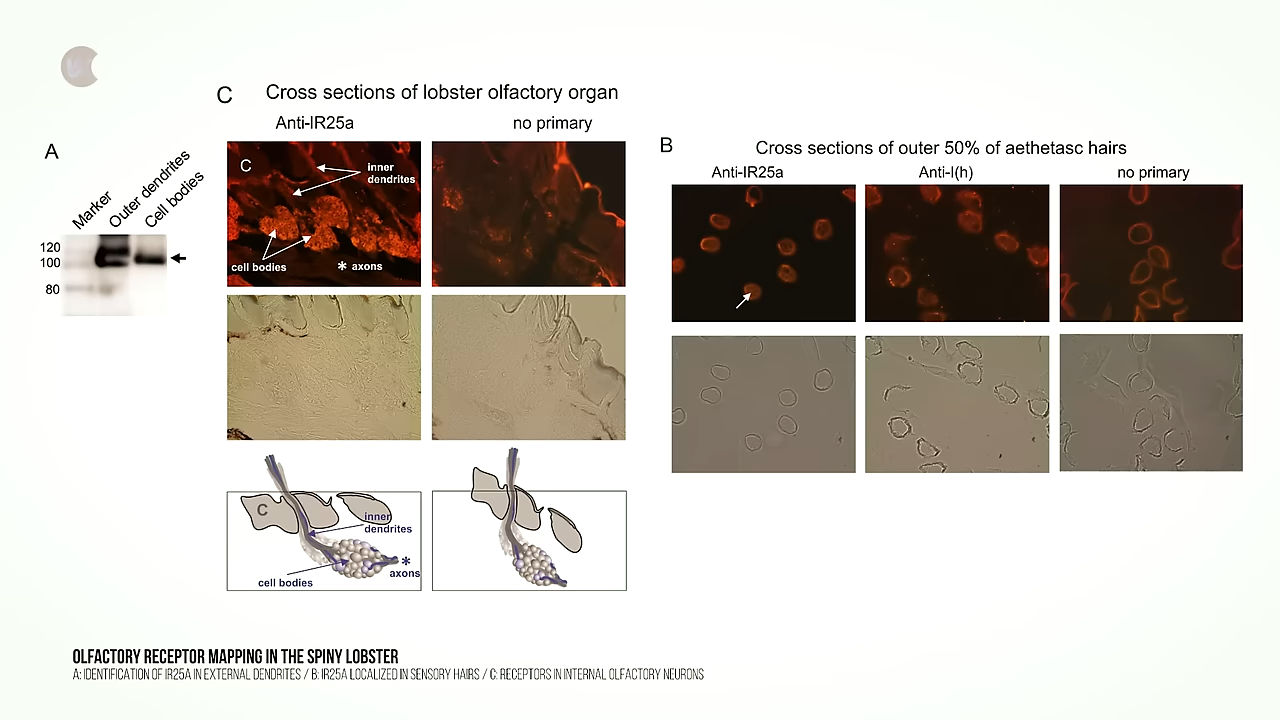 A
Marker
Outer dendrites
Cell bodies
120
100
80
C
Cross sections of lobster olfactory organ
Anti-IR25a
no primary
C
inner
dendrites
cell bodies
* axons
C
inner
dendrites
cell bodies
*
axons
B
Cross sections of outer 50% of aethetasc hairs
Anti-IR25a
Anti-I(h)
no primary
OLFACTORY RECEPTOR MAPPING IN THE SPINY LOBSTER
A: IDENTIFICATION OF IR25A IN EXTERNAL DENDRITES / B: IR25A LOCALIZED IN SENSORY HAIRS / C: RECEPTORS IN INTERNAL OLFACTORY NEURONS